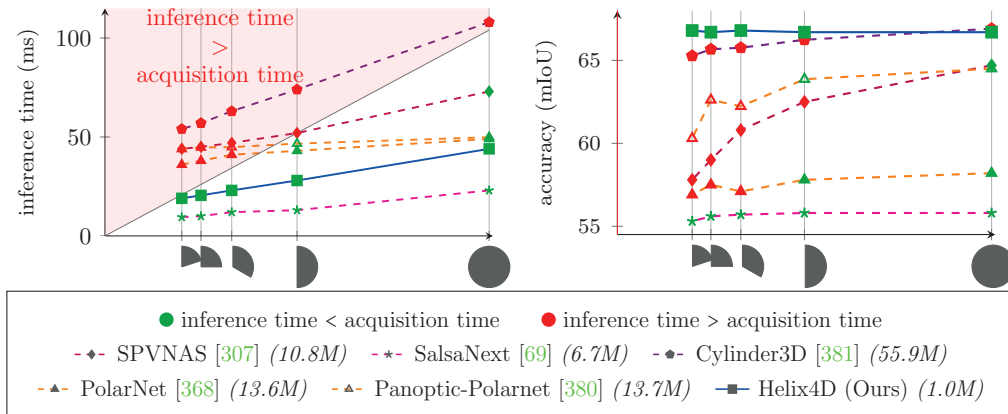 inference time
>
acquisition time
inference time (ms)
100
50
0
accuracy (mIoU)
65
60
55
inference time < acquisition time
inference time > acquisition time
SPVNAS [307] (10.8M)
SalsaNext [69] (6.7M)
Cylinder3D [381] (55.9M)
PolarNet [368] (13.6M)
Panoptic-Polarnet [380] (13.7M)
Helix4D (Ours) (1.0M)